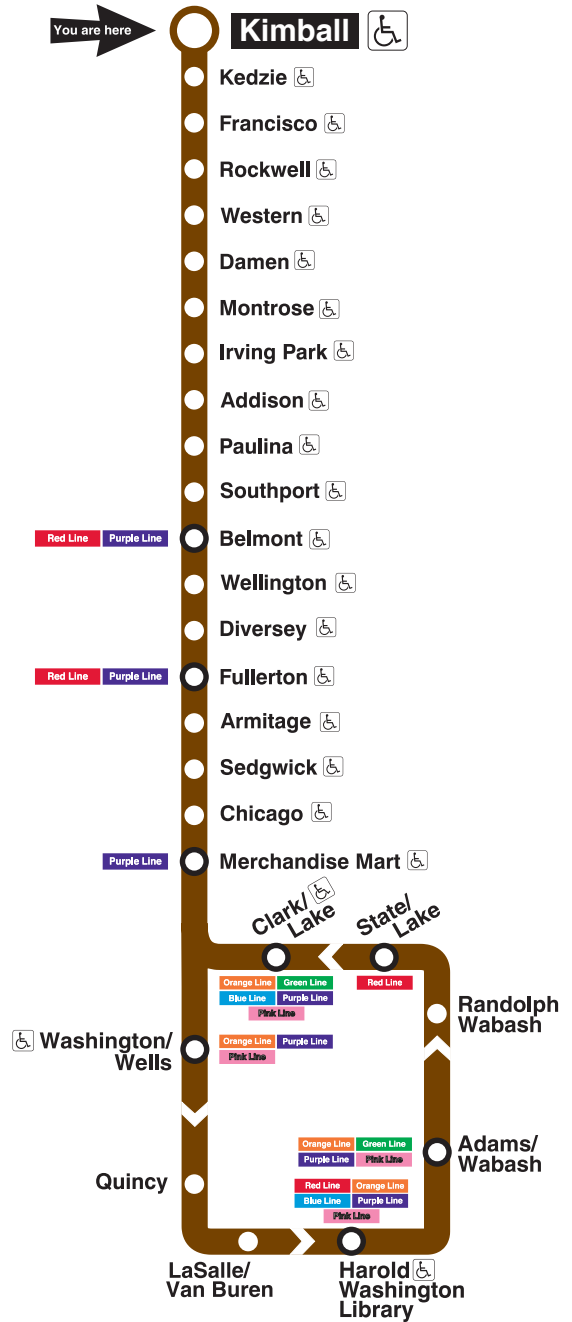 You are here
Kimball
Kedzie
Francisco
Rockwell
Western
Damen
Montrose
Irving Park
Addison
Paulina
Southport
Red Line Purple Line Belmont
Wellington
Diversey
Red Line Purple Line Fullerton
Armitage
Sedgwick
Chicago
Purple Line Merchandise Mart
Clark/
Lake
State/
Lake
Orange Line Green Line
Blue Line Purple Line
Pink Line
Red Line
Randolph
Wabash
Washington/
Wells
Orange Line Purple Line
Pink Line
Orange Line Green Line
Purple Line Pink Line
Adams/
Wabash
Quincy
Red Line Orange Line
Blue Line Purple Line
Pink Line
LaSalle/
Van Buren
Harold
Washington
Library